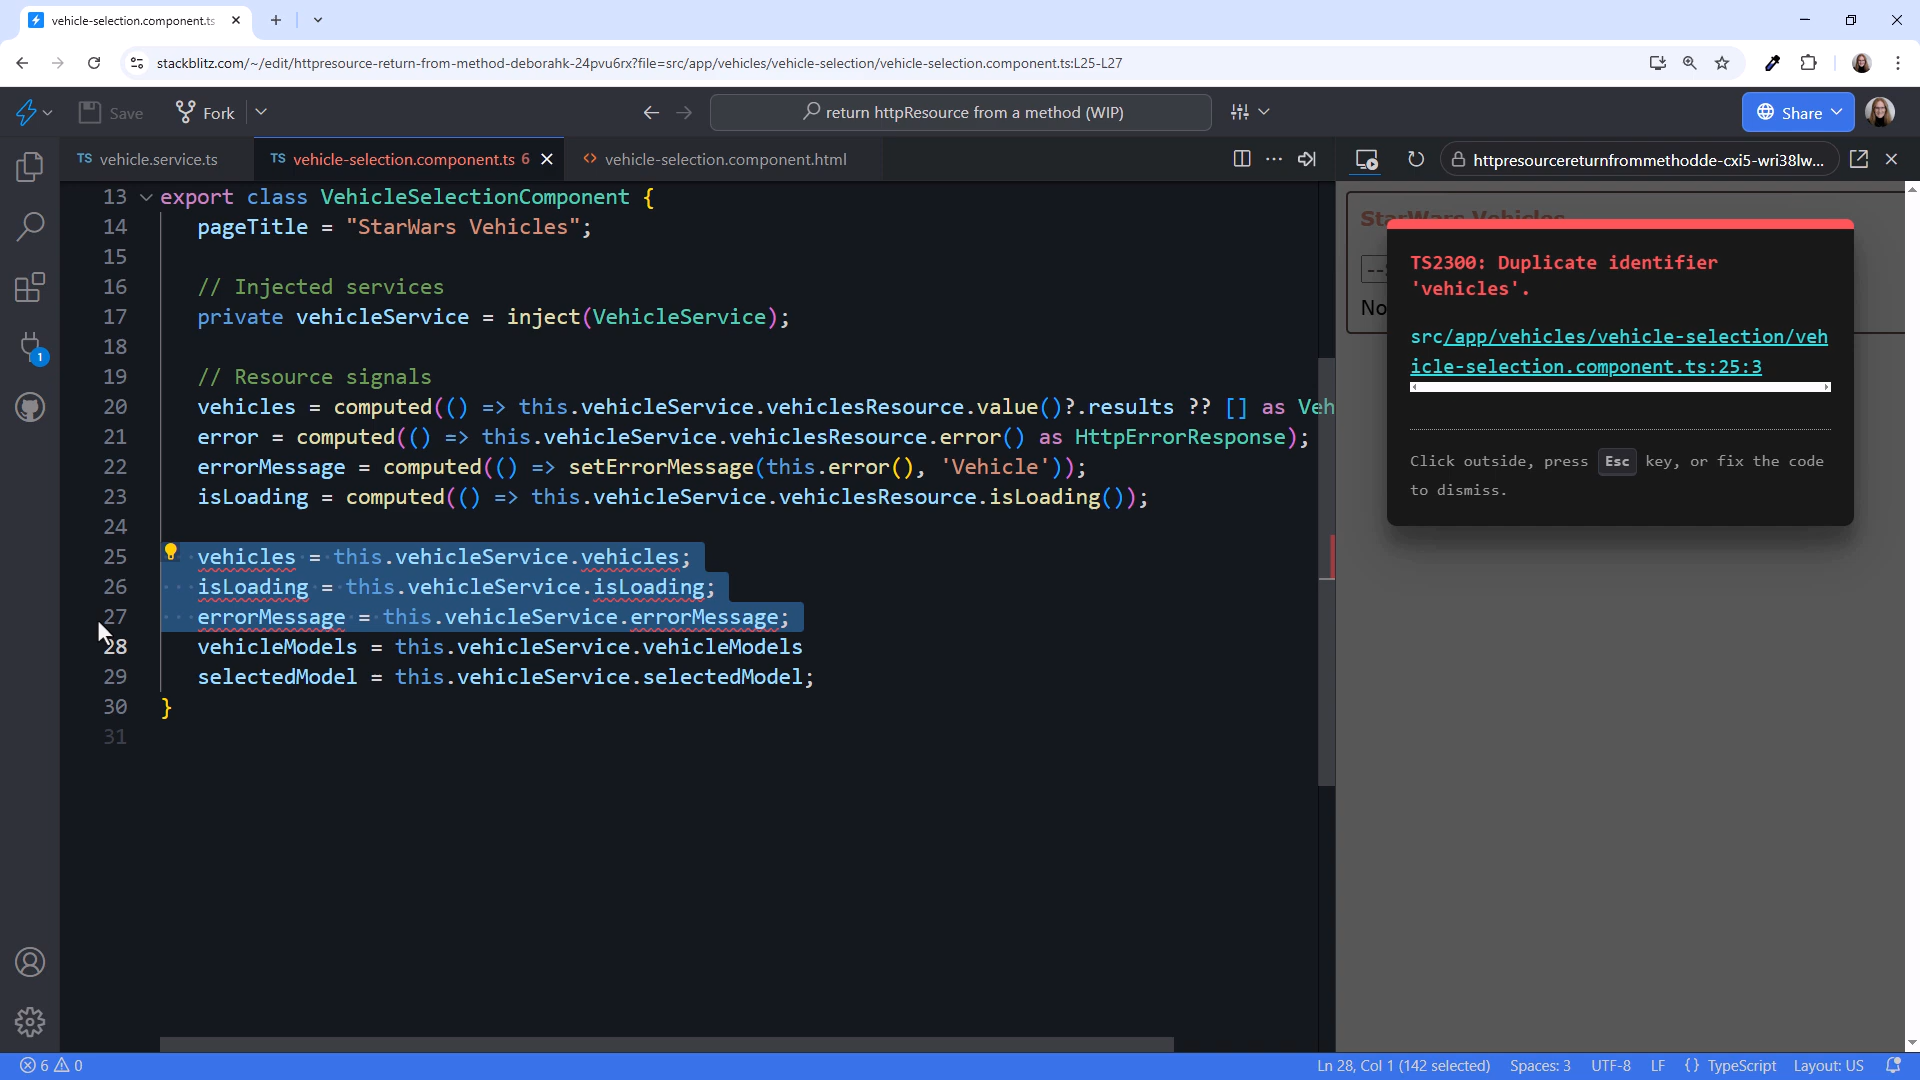 vehicle-selection.component.ts
stackblitz.com/~/edit/httpresource-return-from-method-deborahk-24pvu6rx?file=src/app/vehicles/vehicle-selection/vehicle-selection.component.ts:L25-L27
Save
Fork
return httpResource from a method (WIP)
Share
TS vehicle.service.ts
TS vehicle-selection.component.ts 6
<> vehicle-selection.component.html
httpresourcereturnfrommethodde-cxi5-wri38lw...
13 export class VehicleSelectionComponent {
14 pageTitle = "StarWars Vehicles";
15
16 // Injected services
17 private vehicleService = inject(VehicleService);
18
19 // Resource signals
20 vehicles = computed(() => this.vehicleService.vehiclesResource.value()?.results ?? [] as Veh
21 error = computed(() => this.vehicleService.vehiclesResource.error() as HttpErrorResponse);
22 errorMessage = computed(() => setErrorMessage(this.error(), 'Vehicle'));
23 isLoading = computed(() => this.vehicleService.vehiclesResource.isLoading());
24
25 vehicles = this.vehicleService.vehicles;
26 isLoading = this.vehicleService.isLoading;
27 errorMessage = this.vehicleService.errorMessage;
28 vehicleModels = this.vehicleService.vehicleModels
29 selectedModel = this.vehicleService.selectedModel;
30 }
31
1
StarWars Vehicles
--
No
TS2300: Duplicate identifier
'vehicles'.
src/app/vehicles/vehicle-selection/veh
icle-selection.component.ts:25:3
Click outside, press Esc key, or fix the code
to dismiss.
6 0
Ln 28, Col 1 (142 selected) Spaces: 3 UTF-8 LF {} TypeScript Layout: US